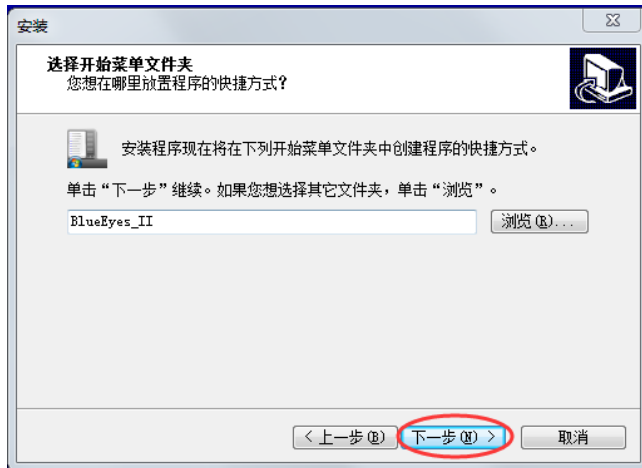 安装
选择开始菜单文件夹
您想在哪里放置程序的快捷方式?
安装程序现在将在下列开始菜单文件夹中创建程序的快捷方式。
单击“下一步”继续。如果您想选择其它文件夹，单击“浏览”。
BlueEyes_II
浏览(R)...
< 上一步(B)
下一步(N) >
取消